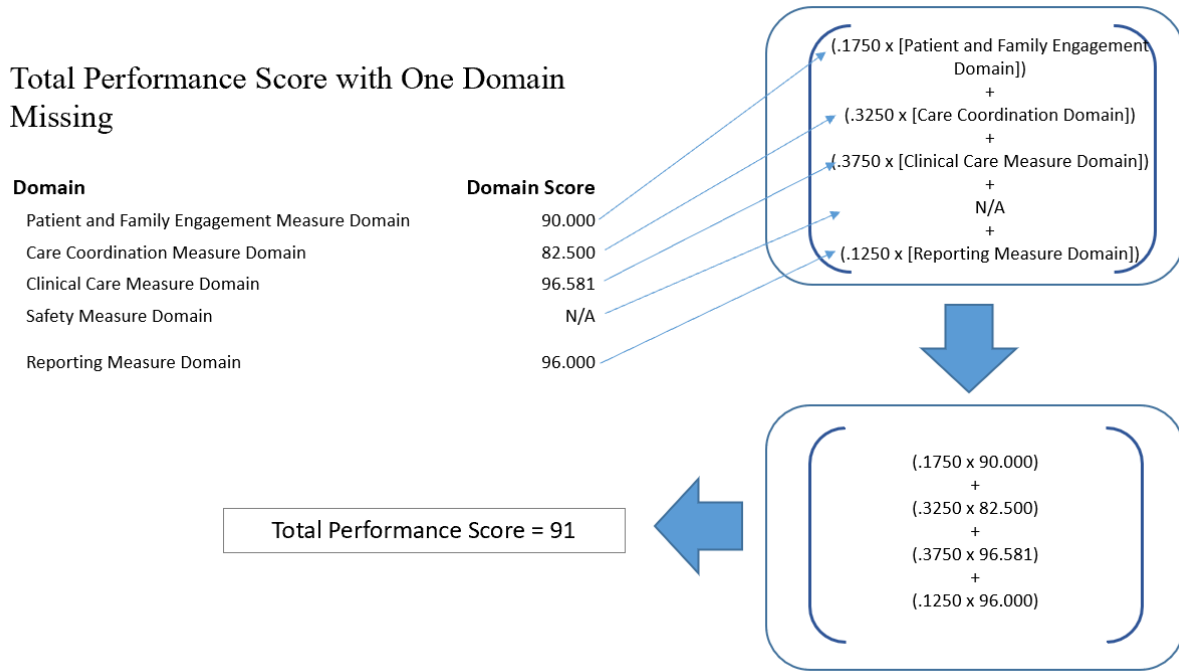 Total Performance Score with One Domain
Missing
Domain Domain Score
Patient and Family Engagement Measure Domain 90.000
Care Coordination Measure Domain 82.500
Clinical Care Measure Domain 96.581
Safety Measure Domain N/A
Reporting Measure Domain 96.000
(.1750 x [Patient and Family Engagement
Domain])
+
(.3250 x [Care Coordination Domain])
+
(.3750 x [Clinical Care Measure Domain])
+
N/A
+
(.1250 x [Reporting Measure Domain])
(.1750 x 90.000)
+
(.3250 x 82.500)
+
(.3750 x 96.581)
+
(.1250 x 96.000)
Total Performance Score = 91